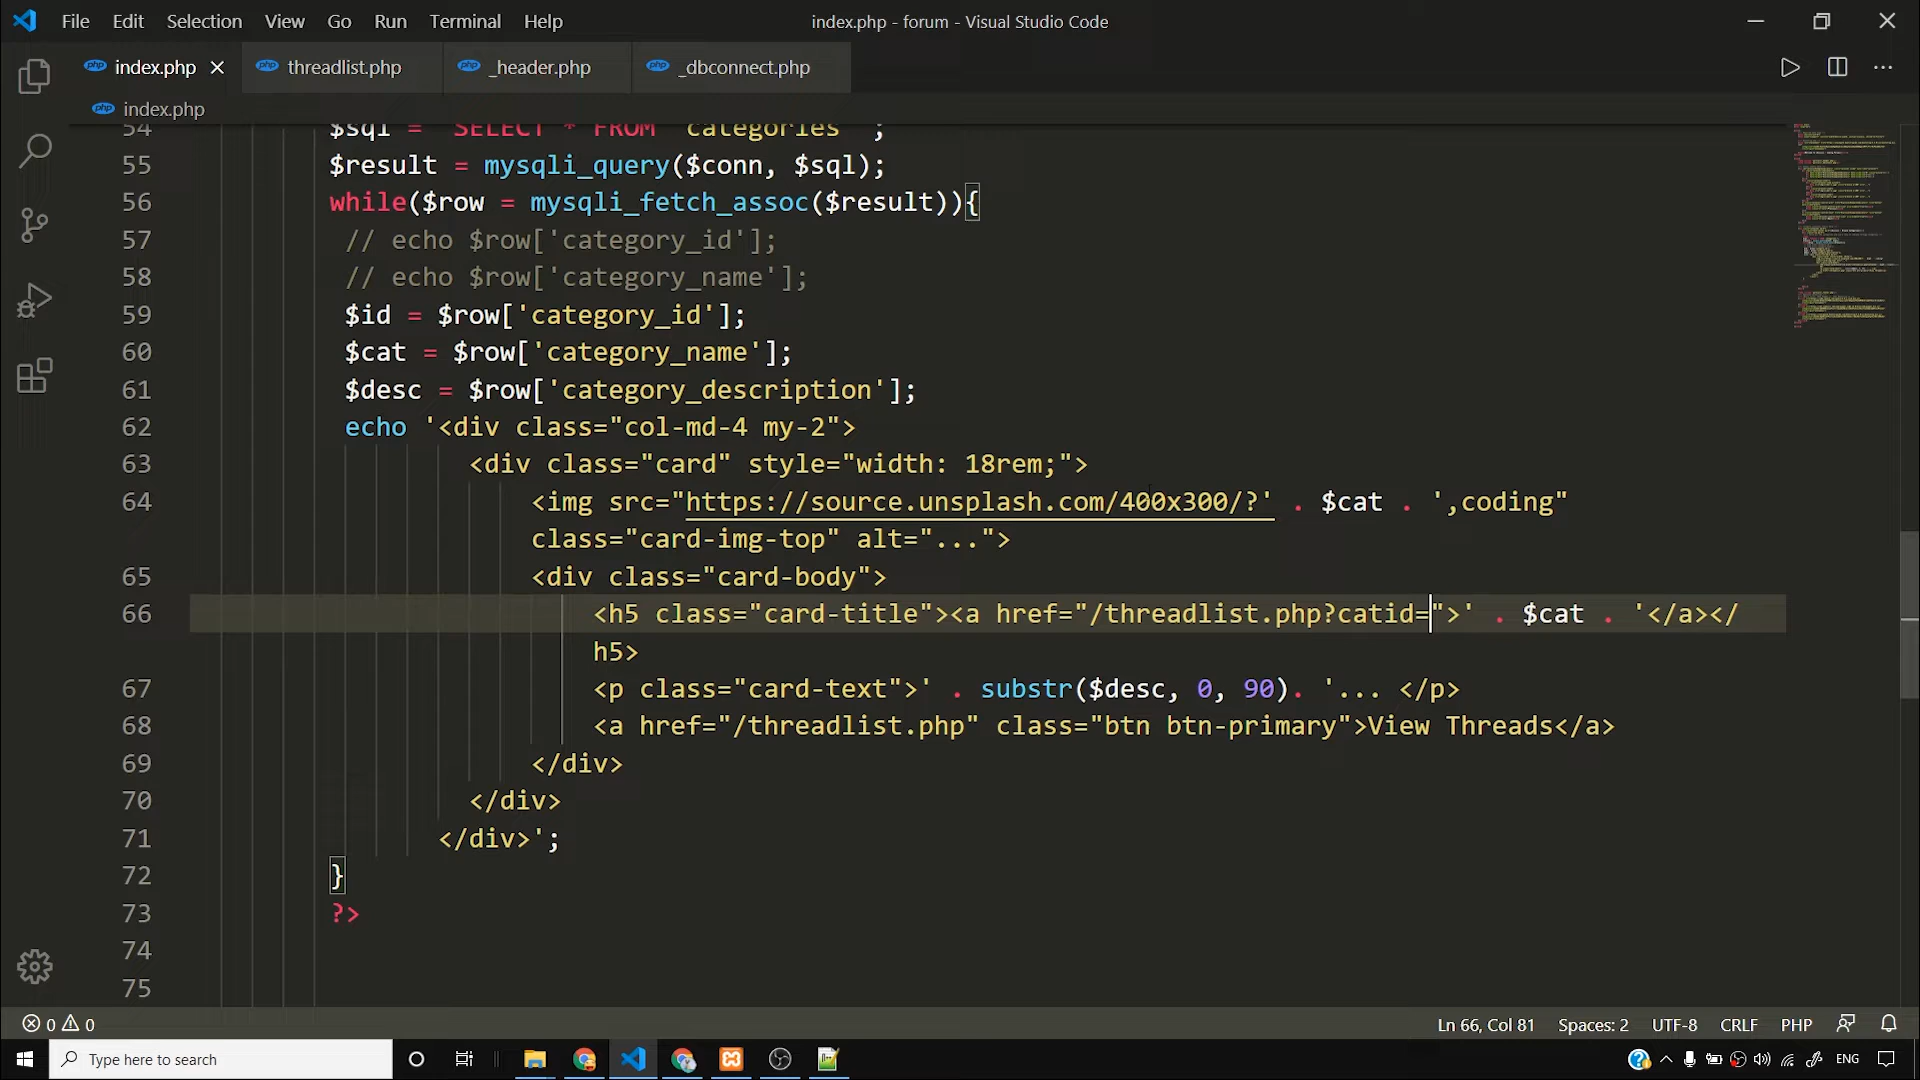 File Edit Selection View Go Run Terminal Help
index.php - forum - Visual Studio Code
index.php
threadlist.php
_header.php
_dbconnect.php
index.php
54 $sql = "SELECT * FROM `categories`";
55 $result = mysqli_query($conn, $sql);
56 while($row = mysqli_fetch_assoc($result)){
57 // echo $row['category_id'];
58 // echo $row['category_name'];
59 $id = $row['category_id'];
60 $cat = $row['category_name'];
61 $desc = $row['category_description'];
62 echo '<div class="col-md-4 my-2">
63 <div class="card" style="width: 18rem;">
64 <img src="https://source.unsplash.com/400x300/?' . $cat . ',coding"
class="card-img-top" alt="...">
65 <div class="card-body">
66 <h5 class="card-title"><a href="/threadlist.php?catid=">' . $cat . '</a></
h5>
67 <p class="card-text">' . substr($desc, 0, 90). '... </p>
68 <a href="/threadlist.php" class="btn btn-primary">View Threads</a>
69 </div>
70 </div>
71 </div>';
72 }
73 ?>
74
75
0 0
Ln 66, Col 81 Spaces: 2 UTF-8 CRLF PHP
Type here to search
ENG